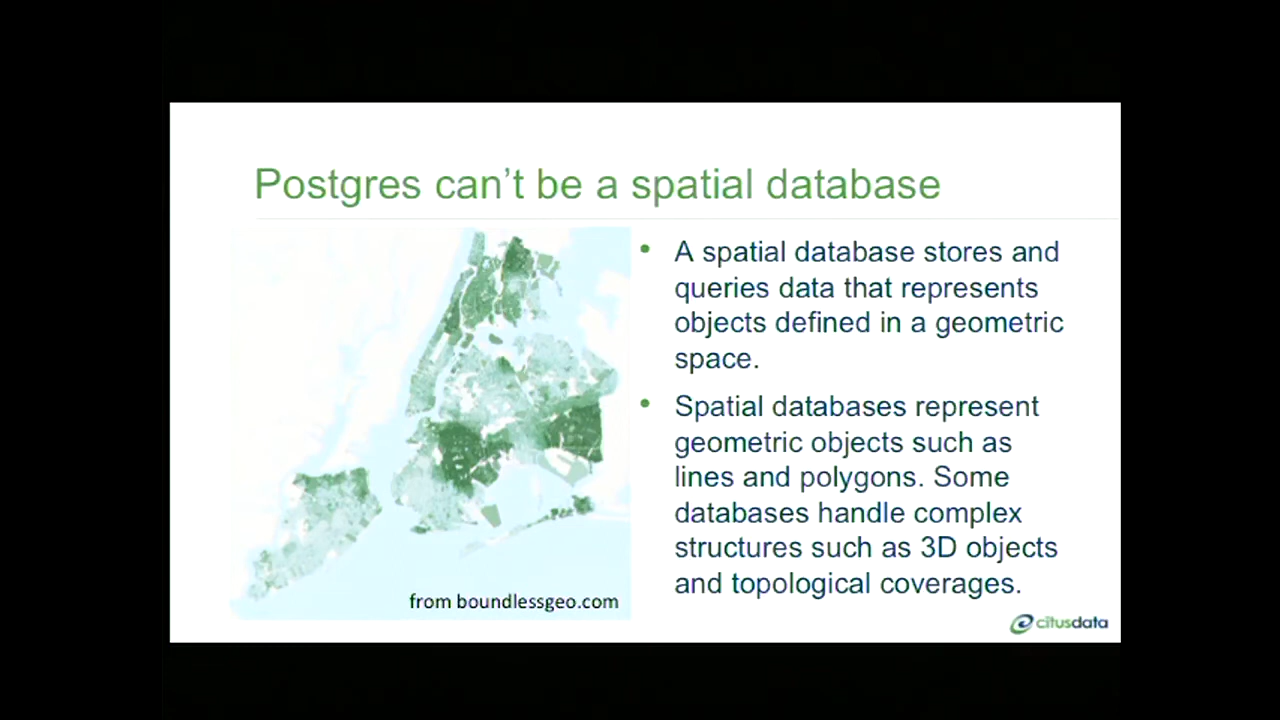 Postgres can't be a spatial database
• A spatial database stores and
queries data that represents
objects defined in a geometric
space.
• Spatial databases represent
geometric objects such as
lines and polygons. Some
databases handle complex
structures such as 3D objects
and topological coverages.
from boundlessgeo.com
citusdata